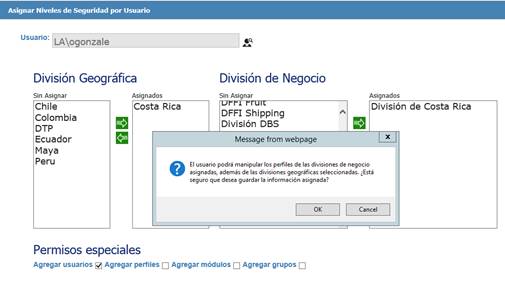 Asignar Niveles de Seguridad por Usuario
Usuario: LA\ogonzale
División Geográfica
División de Negocio
Sin Asignar
Asignados
Sin Asignar
Asignados
Chile
Colombia
DTP
Ecuador
Maya
Peru
Costa Rica
DFFI Fruit
DFFI Shipping
División DBS
División de Costa Rica
Message from webpage
x
El usuario podrá manipular los perfiles de las divisiones de negocio
asignadas, además de las divisiones geográficas seleccionadas. ¿Está
seguro que desea guardar la información asignada?
OK
Cancel
Permisos especiales
Agregar usuarios Agregar perfiles Agregar módulos Agregar grupos